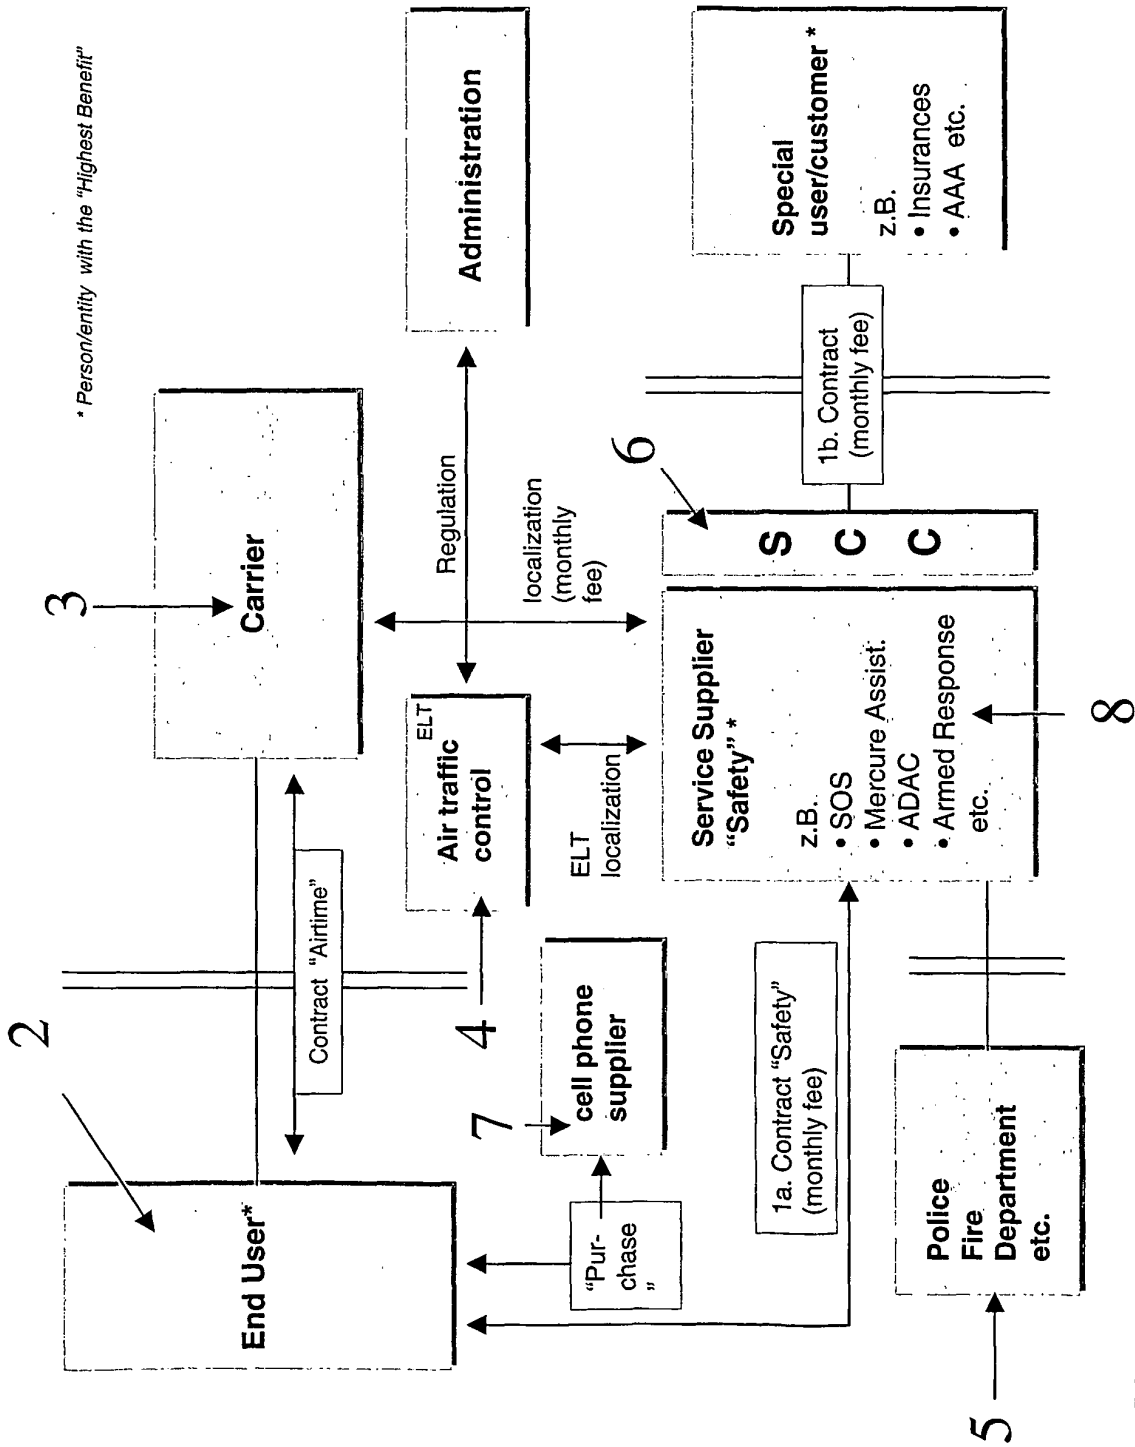 * Person/entity with the "Highest Benefit"
2
3
End User*
Contract "Airtime"
Carrier
4
ELT
Air traffic
control
Regulation
Administration
7
"Pur-
chase
"
cell phone
supplier
ELT
localization
localization
(monthly
fee)
6
1a. Contract "Safety"
(monthly fee)
Service Supplier
"Safety" *
z.B.
• SOS
• Mercure Assist.
• ADAC
• Armed Response
etc.
S
C
C
1b. Contract
(monthly fee)
Special
user/customer *
z.B.
• Insurances
• AAA etc.
Police
Fire
Department
etc.
5
8